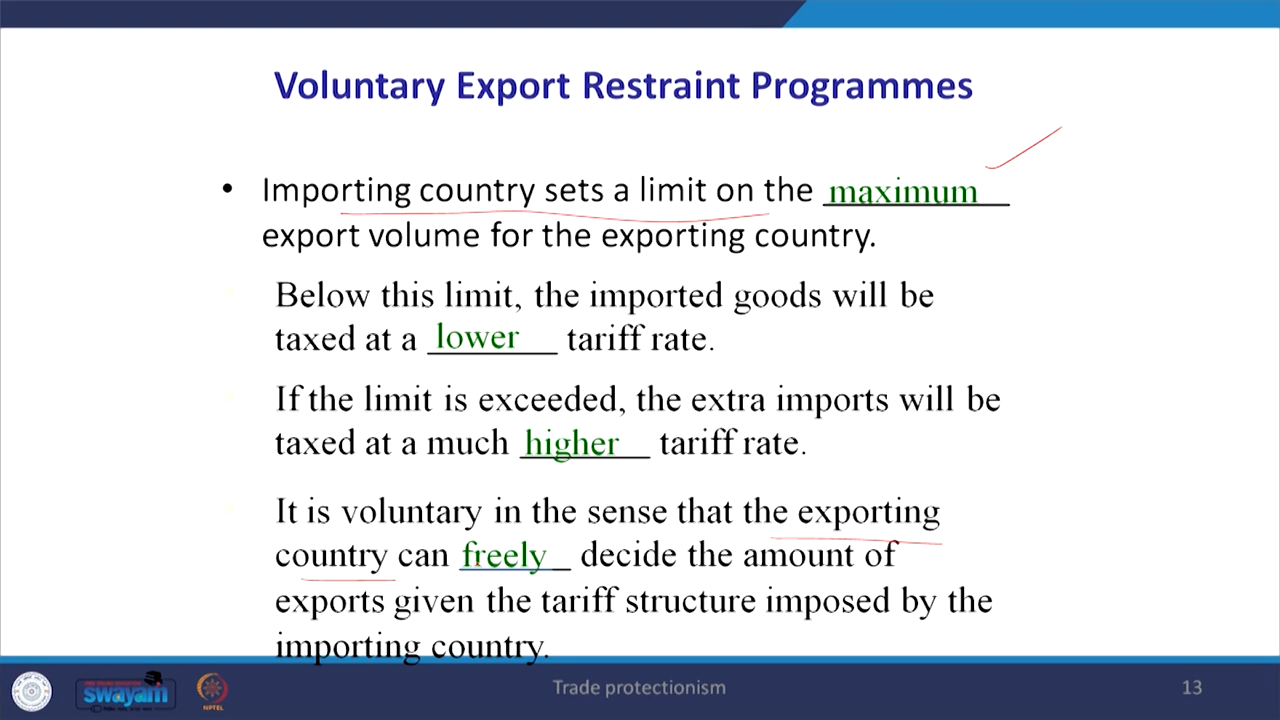 Voluntary Export Restraint Programmes
• Importing country sets a limit on the maximum
export volume for the exporting country.
Below this limit, the imported goods will be
taxed at a lower tariff rate.
If the limit is exceeded, the extra imports will be
taxed at a much higher tariff rate.
It is voluntary in the sense that the exporting
country can freely decide the amount of
exports given the tariff structure imposed by the
importing country.
swayam
NPTEL
Trade protectionism
13